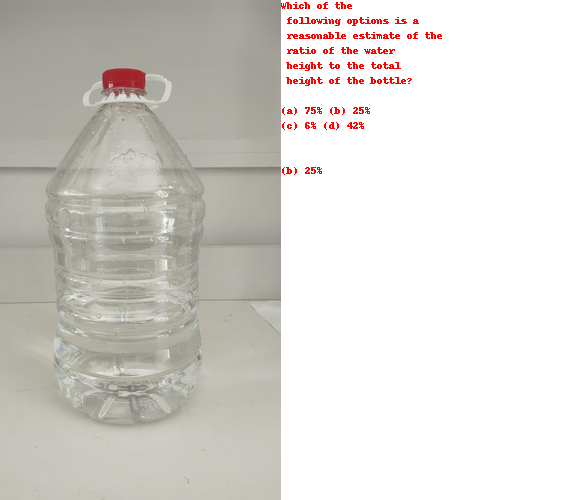 Which of the
following options is a
reasonable estimate of the
ratio of the water
height to the total
height of the bottle?
(a) 75% (b) 25%
(c) 6% (d) 42%
(b) 25%